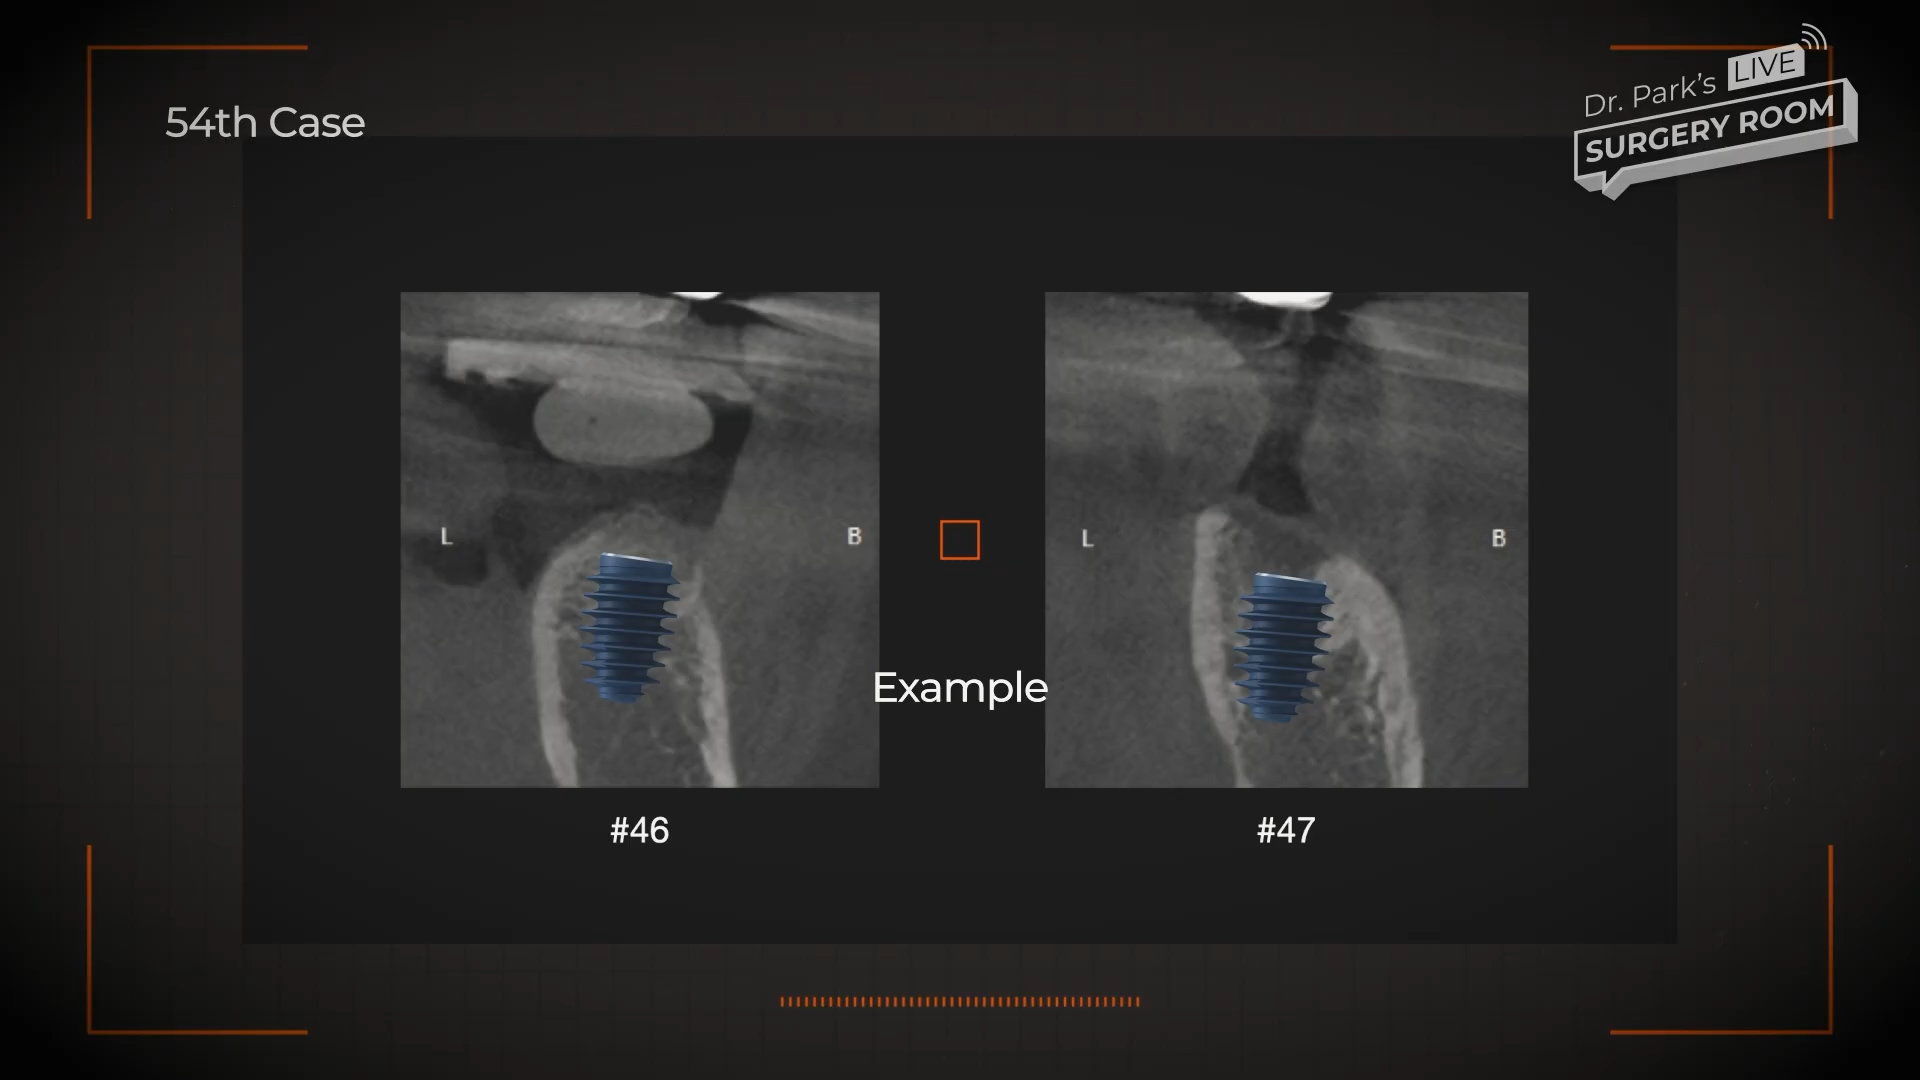 54th Case
Dr. Park's LIVE
SURGERY ROOM
L
B
L
B
Example
#46
#47